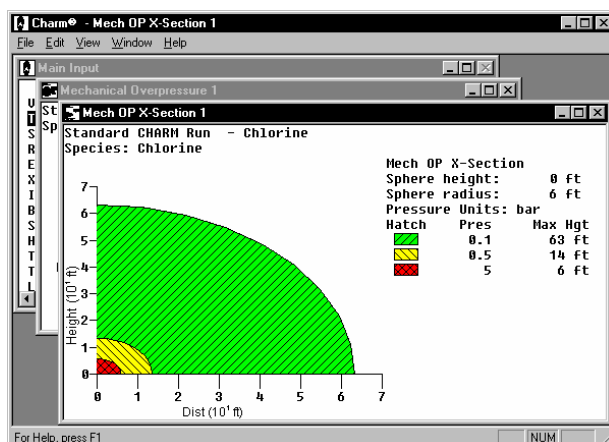 Charm® - Mech OP X-Section 1
File Edit View Window Help
Main Input
Mechanical Overpressure 1
Mech OP X-Section 1
U
T
S
R
E
X
I
B
S
H
T
T
L
St
Sp
Standard CHARM Run - Chlorine
Species: Chlorine
Mech OP X-Section
Sphere height: 0 ft
Sphere radius: 6 ft
Pressure Units: bar
Hatch Pres Max Hgt
0.1 63 ft
0.5 14 ft
5 6 ft
7
6
5
4
3
2
1
0
Height (10¹ ft)
0 1 2 3 4 5 6 7
Dist (10¹ ft)
For Help, press F1
NUM